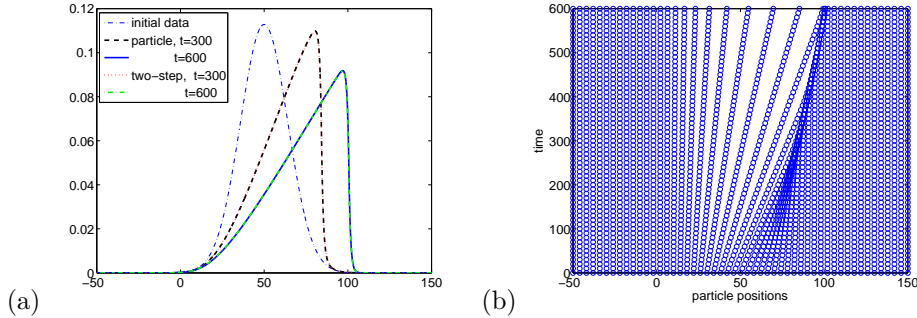 0.12
0.1
0.08
0.06
0.04
0.02
0
−50
0
50
100
150
initial data
particle, t=300
t=600
two−step, t=300
t=600
(a)
600
500
400
300
200
100
0
−50
0
50
100
150
time
particle positions
(b)